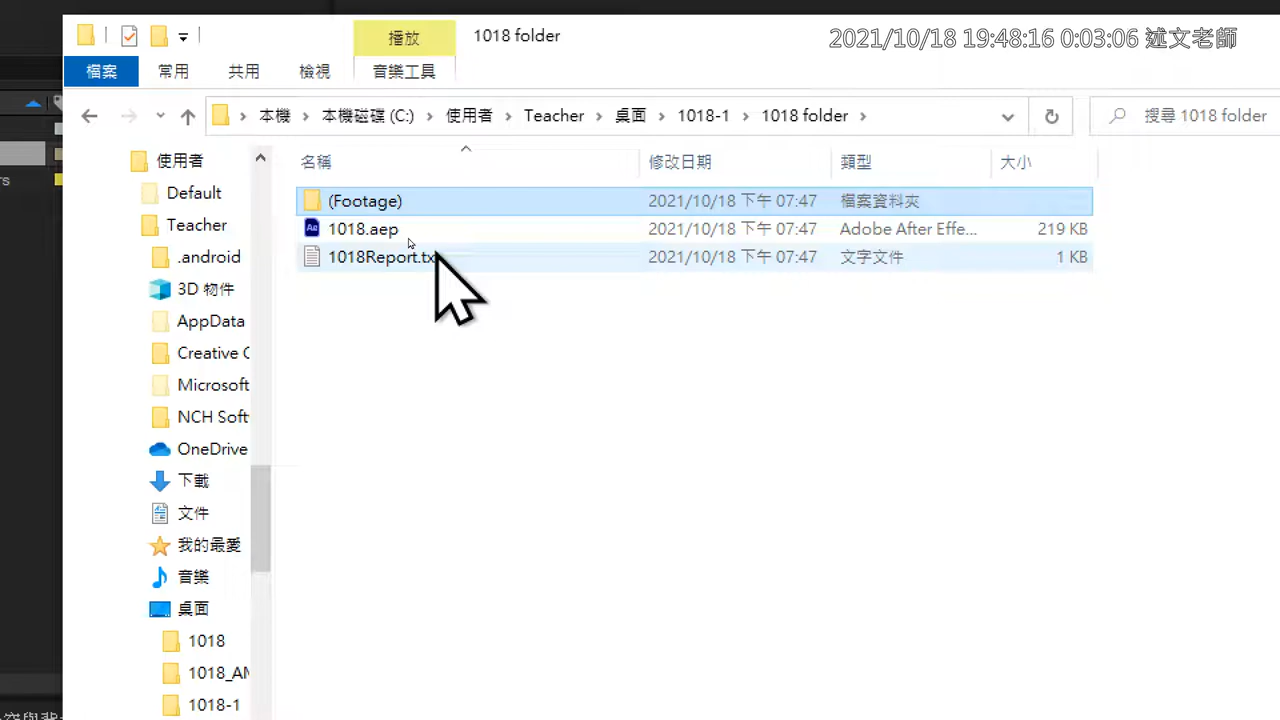 播放
1018 folder
2021/10/18 19:48:16 0:03:06 述文老師
檔案
常用
共用
檢視
音樂工具
本機 › 本機磁碟 (C:) › 使用者 › Teacher › 桌面 › 1018-1 › 1018 folder ›
搜尋 1018 folder
名稱
修改日期
類型
大小
(Footage)
2021/10/18 下午 07:47
檔案資料夾
1018.aep
2021/10/18 下午 07:47
Adobe After Effe...
219 KB
1018Report.tx
2021/10/18 下午 07:47
文字文件
1 KB
使用者
Default
Teacher
.android
3D 物件
AppData
Creative C
Microsoft
NCH Soft
OneDrive
下載
文件
我的最愛
音樂
桌面
1018
1018_AM
1018-1